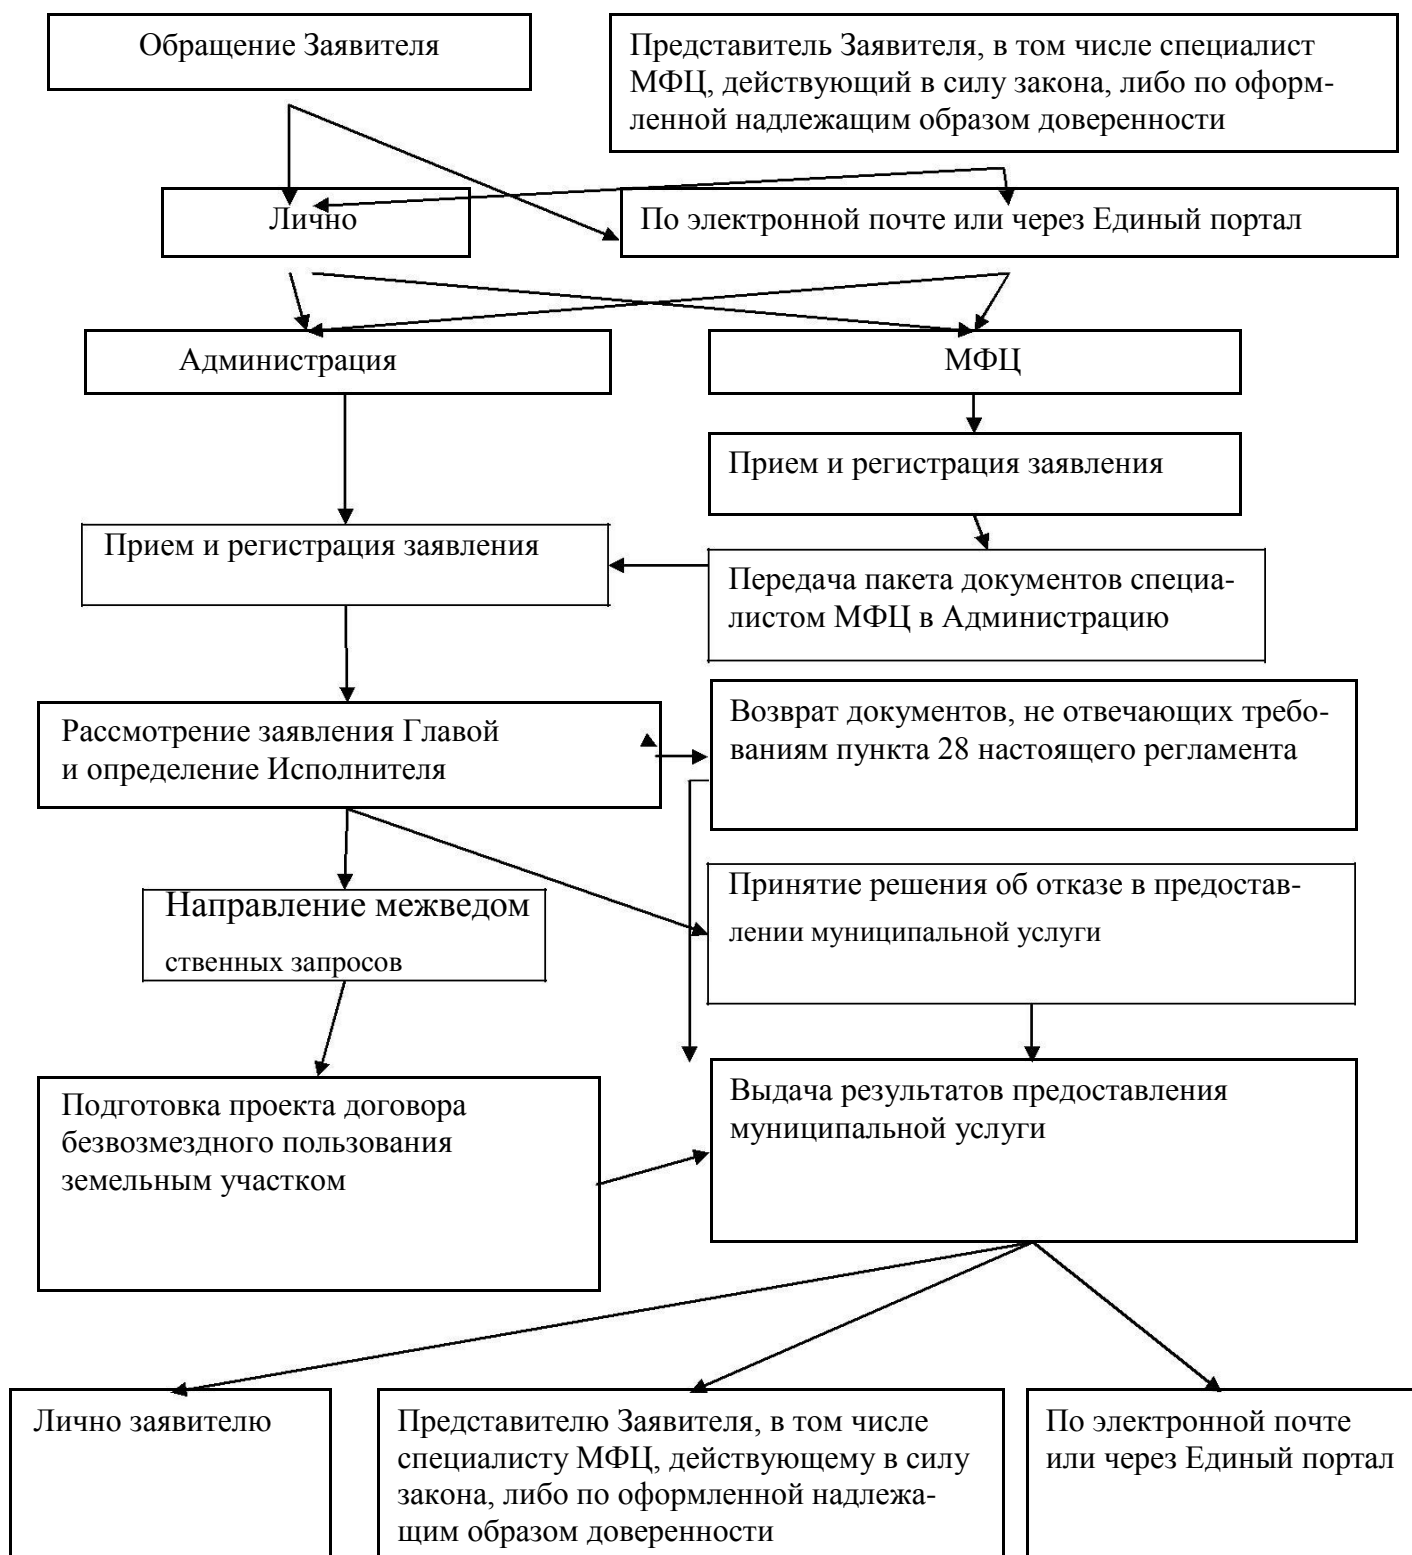 Обращение Заявителя
Представитель Заявителя, в том числе специалист
МФЦ, действующий в силу закона, либо по оформ-
ленной надлежащим образом доверенности
Лично
По электронной почте или через Единый портал
Администрация
МФЦ
Прием и регистрация заявления
Прием и регистрация заявления
Передача пакета документов специа-
листом МФЦ в Администрацию
Рассмотрение заявления Главой
и определение Исполнителя
Возврат документов, не отвечающих требо-
ваниям пункта 28 настоящего регламента
Направление межведом
ственных запросов
Принятие решения об отказе в предостав-
лении муниципальной услуги
Подготовка проекта договора
безвозмездного пользования
земельным участком
Выдача результатов предоставления
муниципальной услуги
Лично заявителю
Представителю Заявителя, в том числе
специалисту МФЦ, действующему в силу
закона, либо по оформленной надлежа-
щим образом доверенности
По электронной почте
или через Единый портал